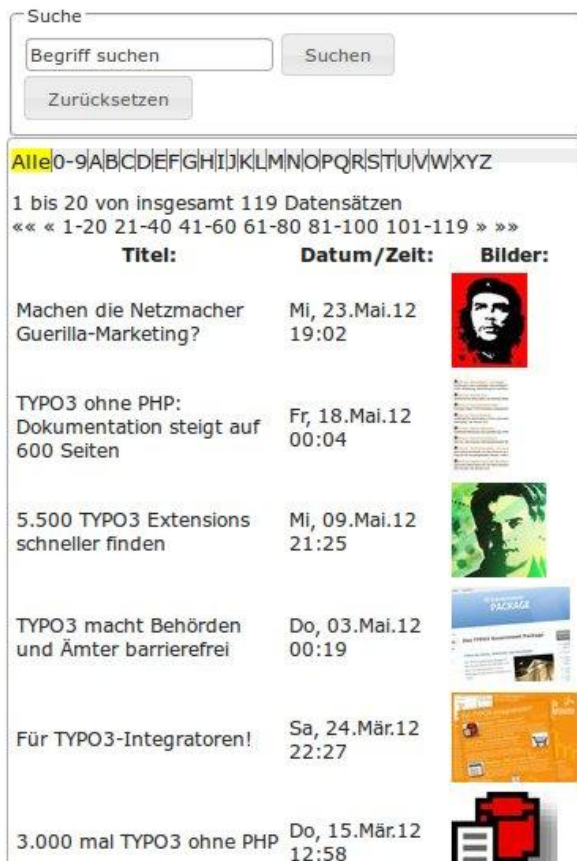 Suche
Begriff suchen
Suchen
Zurücksetzen
Alle|0-9|A|B|C|D|E|F|G|H|I|J|K|L|M|N|O|P|Q|R|S|T|U|V|W|XYZ
1 bis 20 von insgesamt 119 Datensätzen
«« « 1-20 21-40 41-60 61-80 81-100 101-119 » »»
Titel: Datum/Zeit: Bilder:
Machen die Netzmacher
Guerilla-Marketing?
Mi, 23.Mai.12
19:02
TYPO3 ohne PHP:
Dokumentation steigt auf
600 Seiten
Fr, 18.Mai.12
00:04
5.500 TYPO3 Extensions
schneller finden
Mi, 09.Mai.12
21:25
TYPO3 macht Behörden
und Ämter barrierefrei
Do, 03.Mai.12
00:19
PACKAGE
Für TYPO3-Integratoren!
Sa, 24.Mär.12
22:27
3.000 mal TYPO3 ohne PHP
Do, 15.Mär.12
12:58